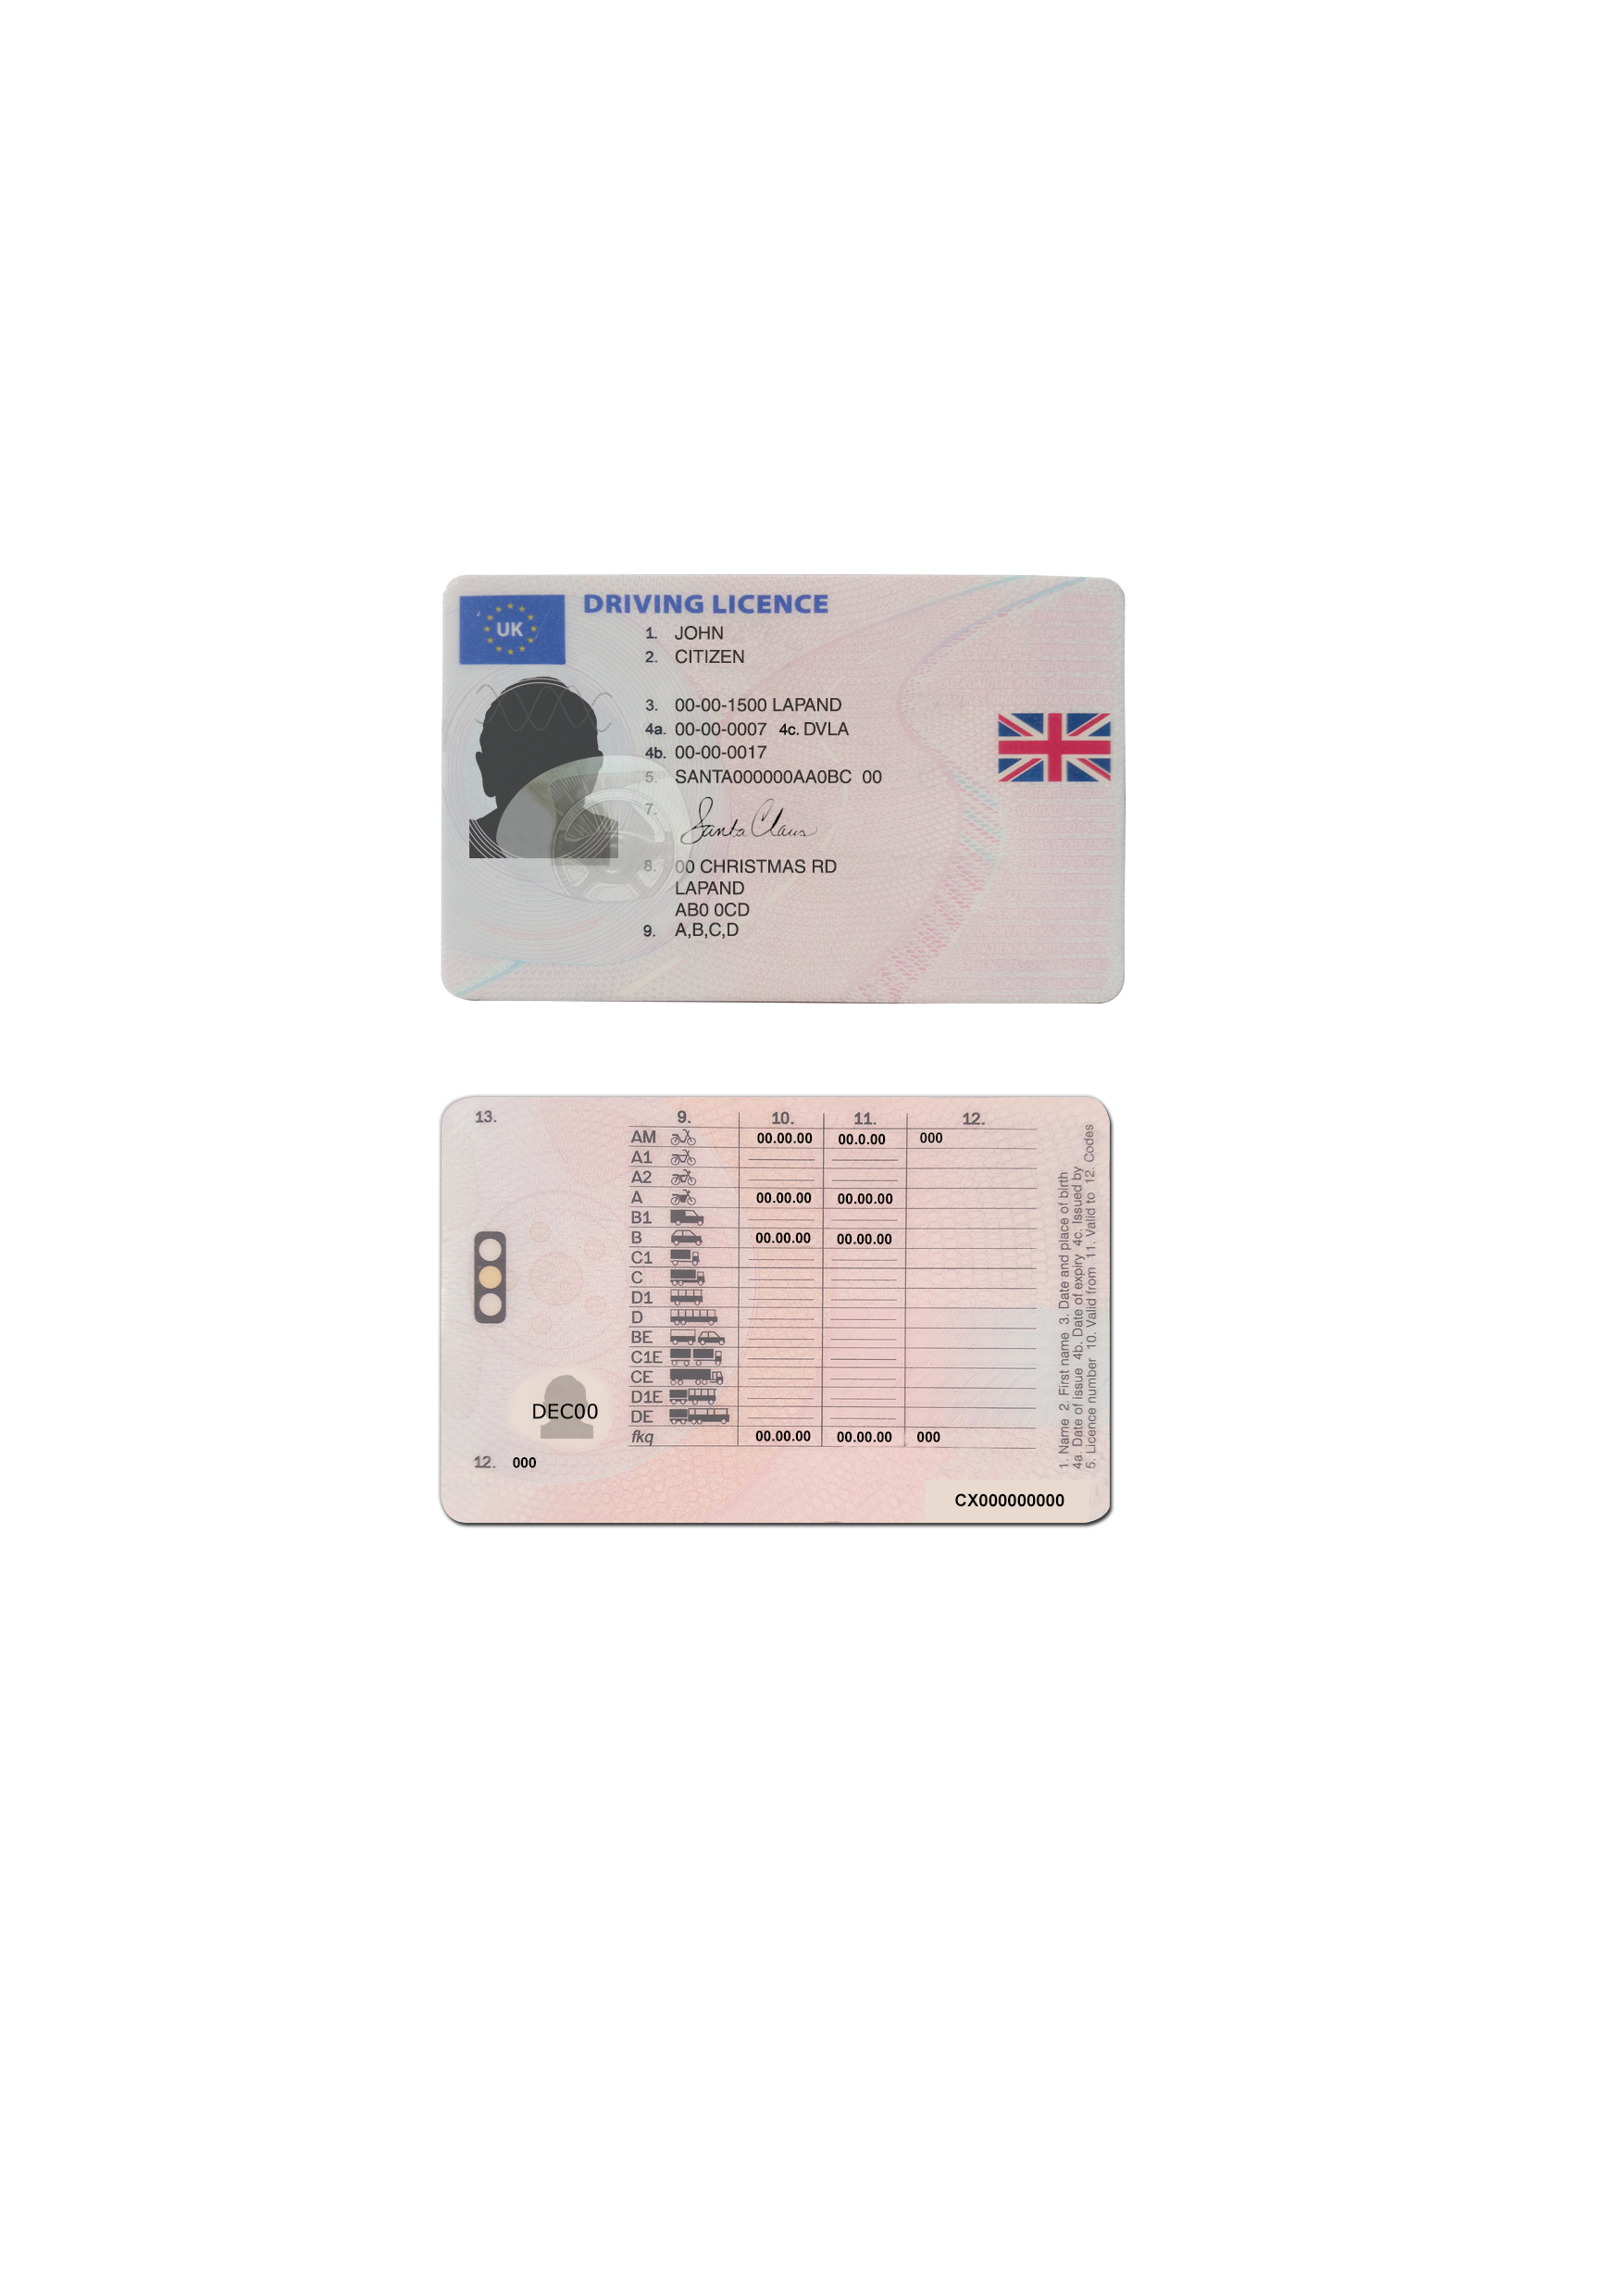 UK
DRIVING LICENCE
1. JOHN
2. CITIZEN
3. 00-00-1500 LAPAND
4a. 00-00-0007 4c. DVLA
4b. 00-00-0017
5. SANTA000000AA0BC 00
7. Santa Claus
8. 00 CHRISTMAS RD
LAPAND
AB0 0CD
9. A,B,C,D
13. 9. 10. 11. 12.
AM 00.00.00 00.0.00 000
A1
A2
A 00.00.00 00.00.00
B1
B 00.00.00 00.00.00
C1
C
D1
D
BE
C1E
CE
D1E
DE
fkq 00.00.00 00.00.00 000
DEC00
12. 000
CX000000000
1. Name 2. First name 3. Date and place of birth
4a. Date of issue 4b. Date of expiry 4c. Issued by
5. Licence number 10. Valid from 11. Valid to 12. Codes